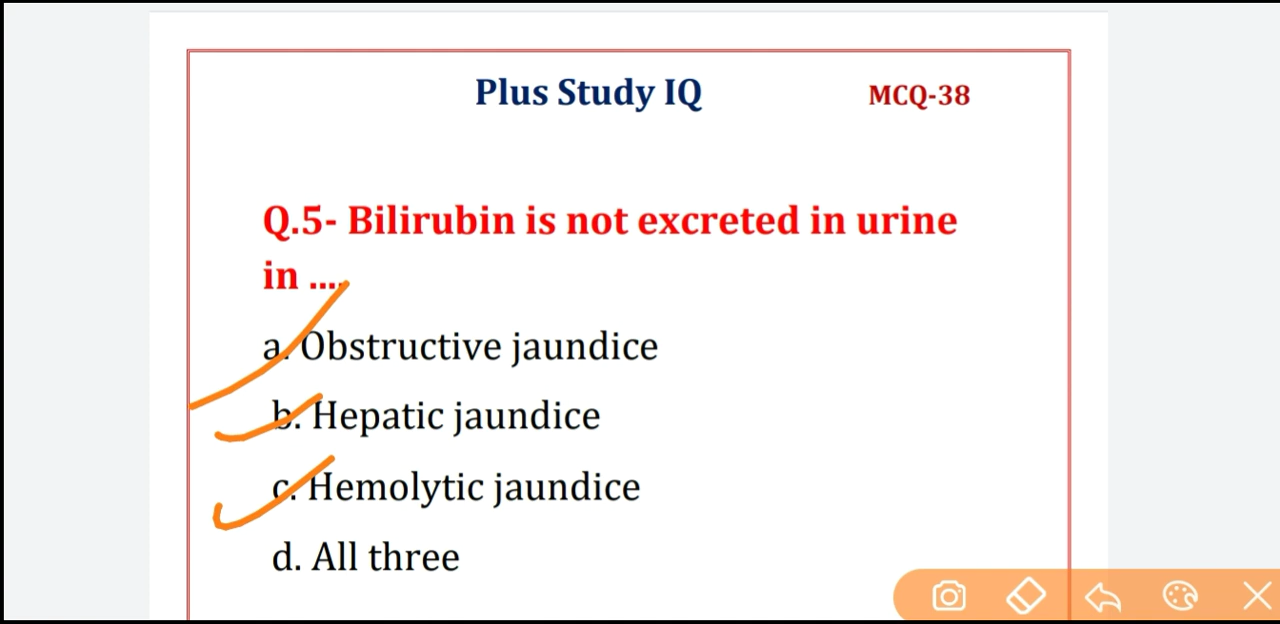 Plus Study IQ MCQ-38
Q.5- Bilirubin is not excreted in urine
in ....
a. Obstructive jaundice
b. Hepatic jaundice
c. Hemolytic jaundice
d. All three